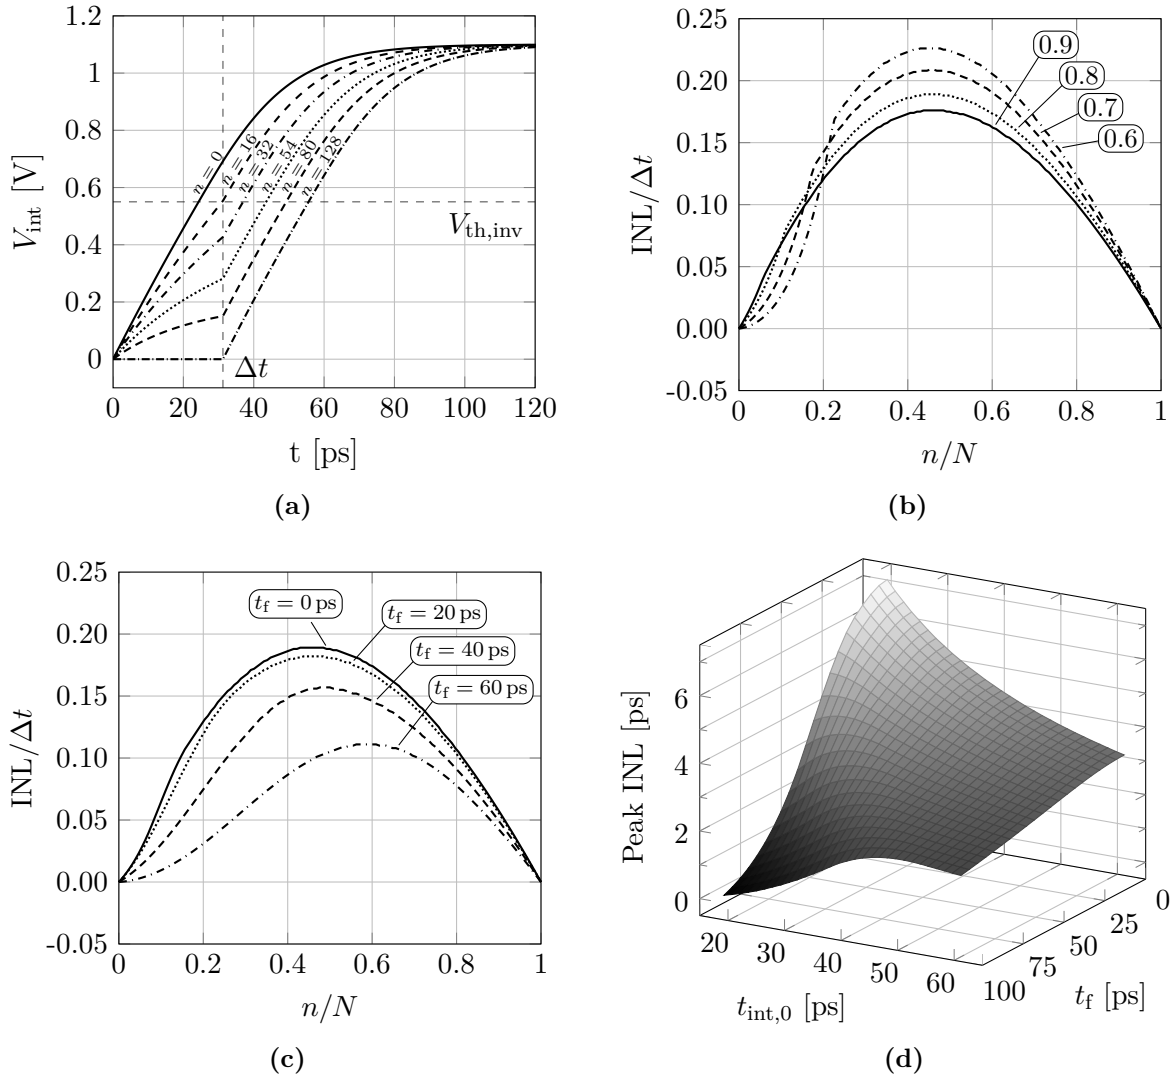 1.2
1
0.8
0.6
0.4
0.2
0
V_int [V]
n = 0
n = 16
n = 32
n = 54
n = 80
n = 128
V_th,inv
Δt
0 20 40 60 80 100 120
t [ps]
(a)
0.25
0.20
0.15
0.10
0.05
0.00
-0.05
INL/Δt
0.9
0.8
0.7
0.6
0 0.2 0.4 0.6 0.8 1
n/N
(b)
0.25
0.20
0.15
0.10
0.05
0.00
-0.05
INL/Δt
t_f = 0 ps
t_f = 20 ps
t_f = 40 ps
t_f = 60 ps
0 0.2 0.4 0.6 0.8 1
n/N
(c)
6
4
2
0
Peak INL [ps]
20 30 40 50 60
t_int,0 [ps]
0
25
50
75
100
t_f [ps]
(d)